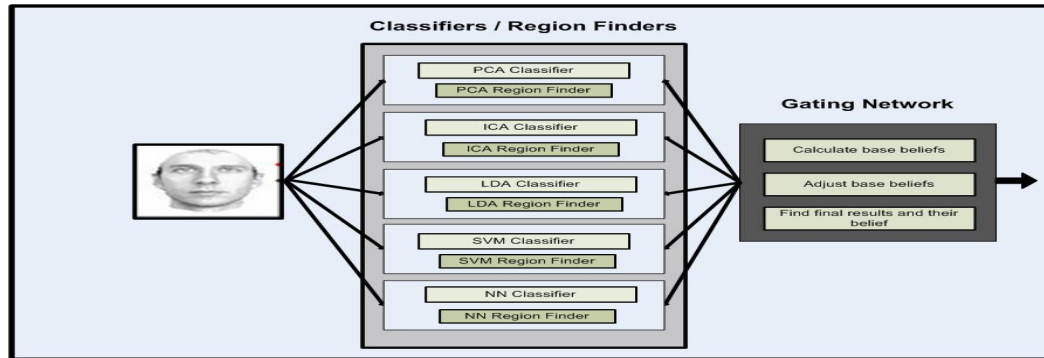 Classifiers / Region Finders
PCA Classifier
PCA Region Finder
ICA Classifier
ICA Region Finder
LDA Classifier
LDA Region Finder
SVM Classifier
SVM Region Finder
NN Classifier
NN Region Finder
Gating Network
Calculate base beliefs
Adjust base beliefs
Find final results and their
belief